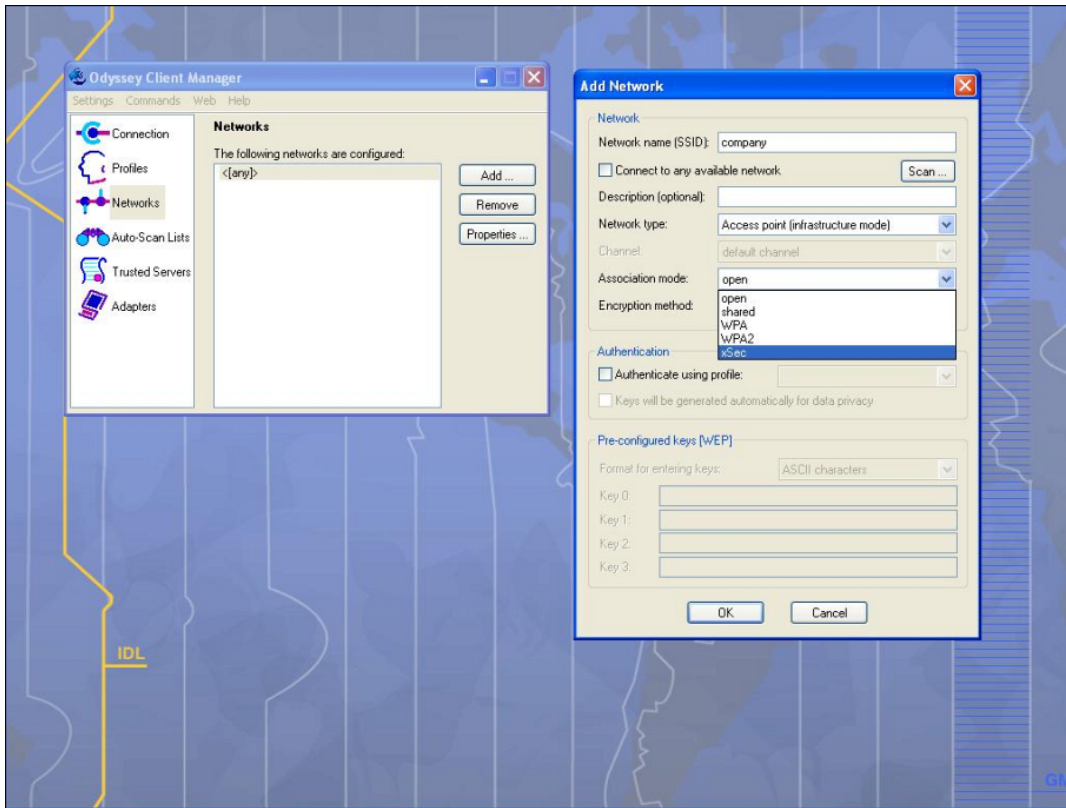 Odyssey Client Manager
Settings Commands Web Help
Connection
Profiles
Networks
Auto-Scan Lists
Trusted Servers
Adapters
Networks
The following networks are configured:
<[any]>
Add ...
Remove
Properties ...
Add Network
Network
Network name (SSID): company
Connect to any available network Scan ...
Description (optional):
Network type: Access point (infrastructure mode)
Channel: default channel
Association mode: open
open
shared
WPA
WPA2
xSec
Encryption method:
Authentication
Authenticate using profile:
Keys will be generated automatically for data privacy
Pre-configured keys (WEP)
Format for entering keys: ASCII characters
Key 0:
Key 1:
Key 2:
Key 3:
OK Cancel
IDL